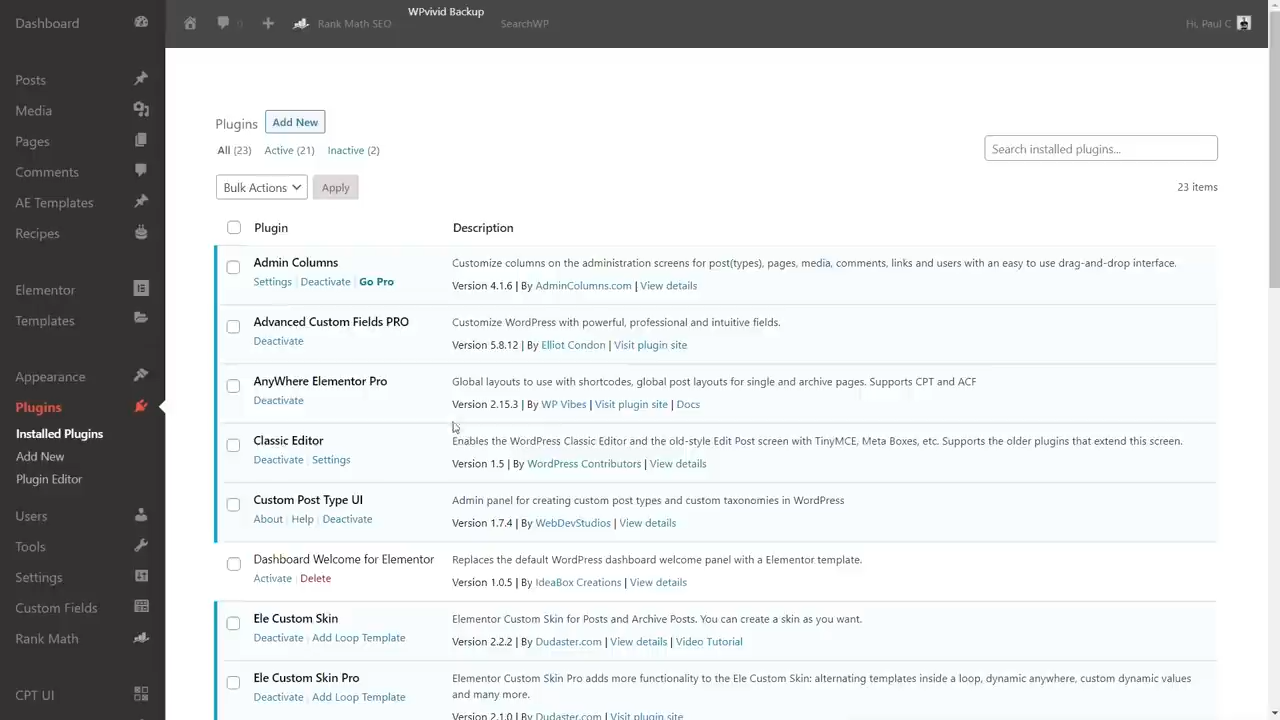 Dashboard
Posts
Media
Pages
Comments
AE Templates
Recipes
Elementor
Templates
Appearance
Plugins
Installed Plugins
Add New
Plugin Editor
Users
Tools
Settings
Custom Fields
Rank Math
CPT UI
0
Rank Math SEO
WPvivid Backup
SearchWP
Hi, Paul C
Plugins
Add New
All (23)
Active (21)
Inactive (2)
Search installed plugins...
Bulk Actions
Apply
23 items
Plugin
Description
Admin Columns
Settings | Deactivate | Go Pro
Customize columns on the administration screens for post(types), pages, media, comments, links and users with an easy to use drag-and-drop interface.
Version 4.1.6 | By AdminColumns.com | View details
Advanced Custom Fields PRO
Deactivate
Customize WordPress with powerful, professional and intuitive fields.
Version 5.8.12 | By Elliot Condon | Visit plugin site
AnyWhere Elementor Pro
Deactivate
Global layouts to use with shortcodes, global post layouts for single and archive pages. Supports CPT and ACF
Version 2.15.3 | By WP Vibes | Visit plugin site | Docs
Classic Editor
Deactivate | Settings
Enables the WordPress Classic Editor and the old-style Edit Post screen with TinyMCE, Meta Boxes, etc. Supports the older plugins that extend this screen.
Version 1.5 | By WordPress Contributors | View details
Custom Post Type UI
About | Help | Deactivate
Admin panel for creating custom post types and custom taxonomies in WordPress
Version 1.7.4 | By WebDevStudios | View details
Dashboard Welcome for Elementor
Activate | Delete
Replaces the default WordPress dashboard welcome panel with a Elementor template.
Version 1.0.5 | By IdeaBox Creations | View details
Ele Custom Skin
Deactivate | Add Loop Template
Elementor Custom Skin for Posts and Archive Posts. You can create a skin as you want.
Version 2.2.2 | By Dudaster.com | View details | Video Tutorial
Ele Custom Skin Pro
Deactivate | Add Loop Template
Elementor Custom Skin Pro adds more functionality to the Ele Custom Skin: alternating templates inside a loop, dynamic anywhere, custom dynamic values
and many more.
Version 2.1.0 | By Dudaster.com | Visit plugin site